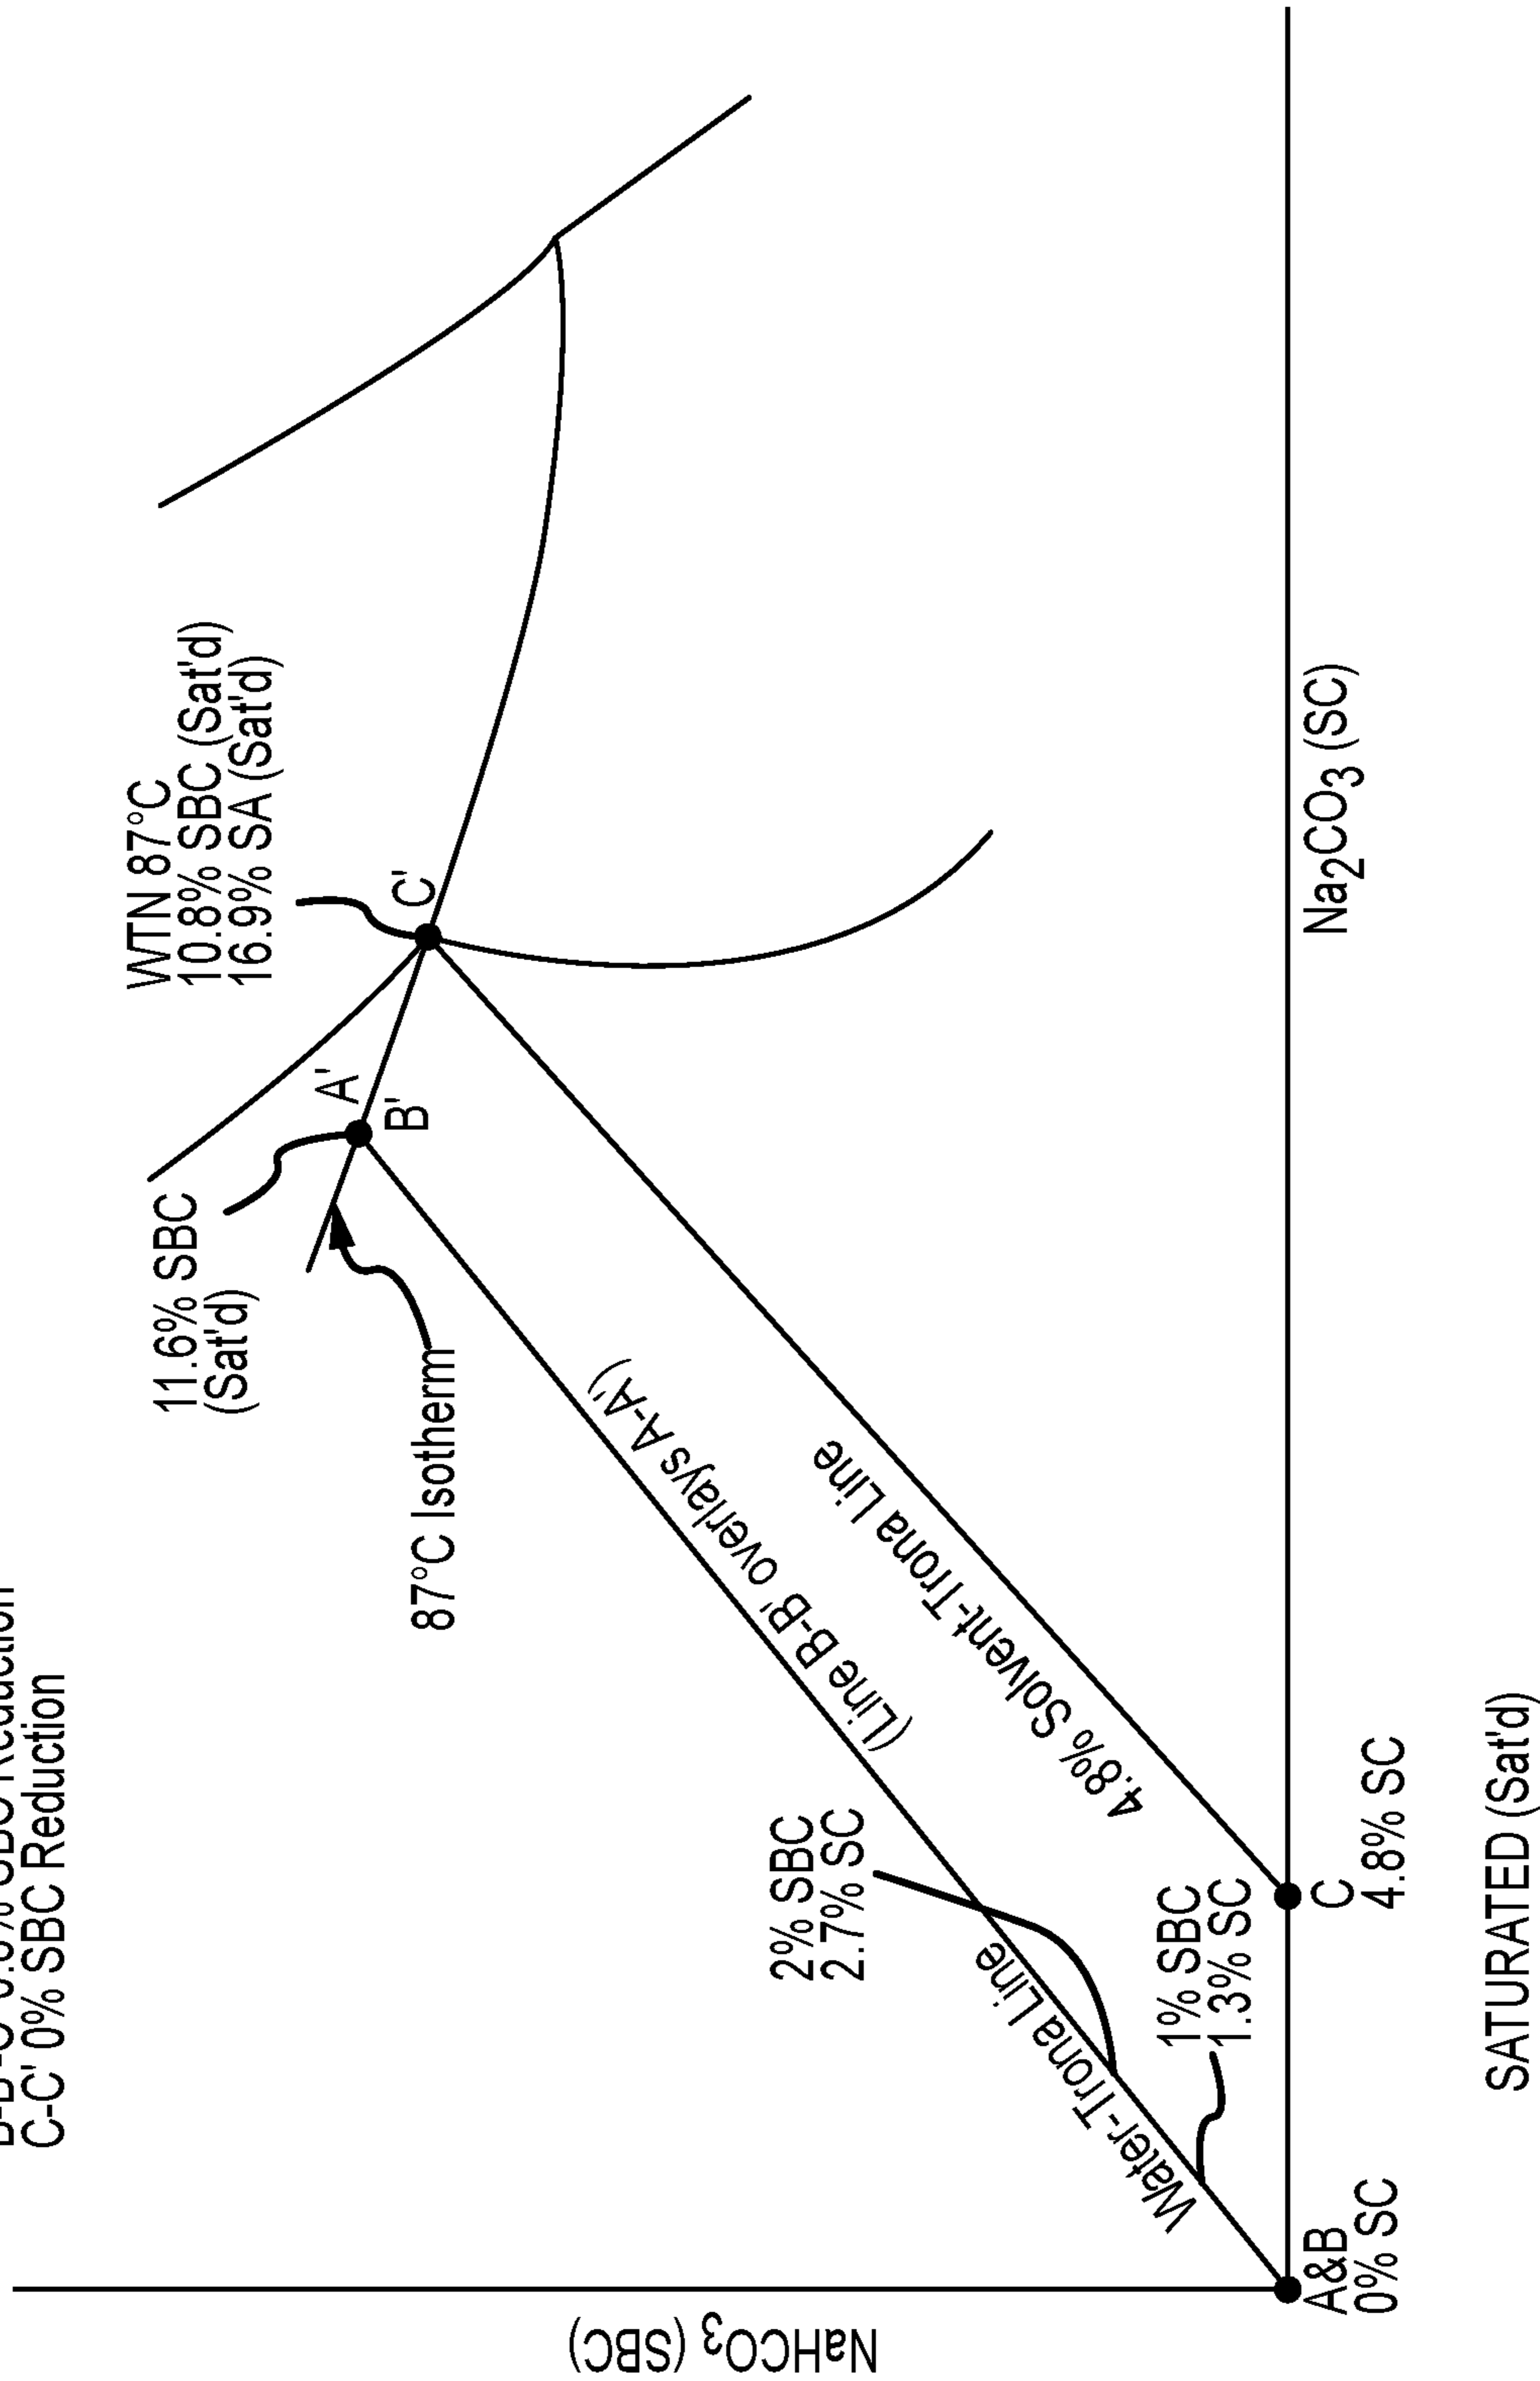 C-C' 0% SBC Reduction
WTN 87°C
10.8% SBC (Sat'd)
16.9% SA (Sat'd)
11.6% SBC
(Sat'd)
A'
B'
C'
87°C Isotherm
(Line B-B' overlays A-A')
Water-Trona Line
4.8% Solvent-Trona Line
2% SBC
2.7% SC
1% SBC
1.3% SC
NaHCO₃ (SBC)
A&B
0% SC
C
4.8% SC
Na₂CO₃ (SC)
SATURATED (Sat'd)